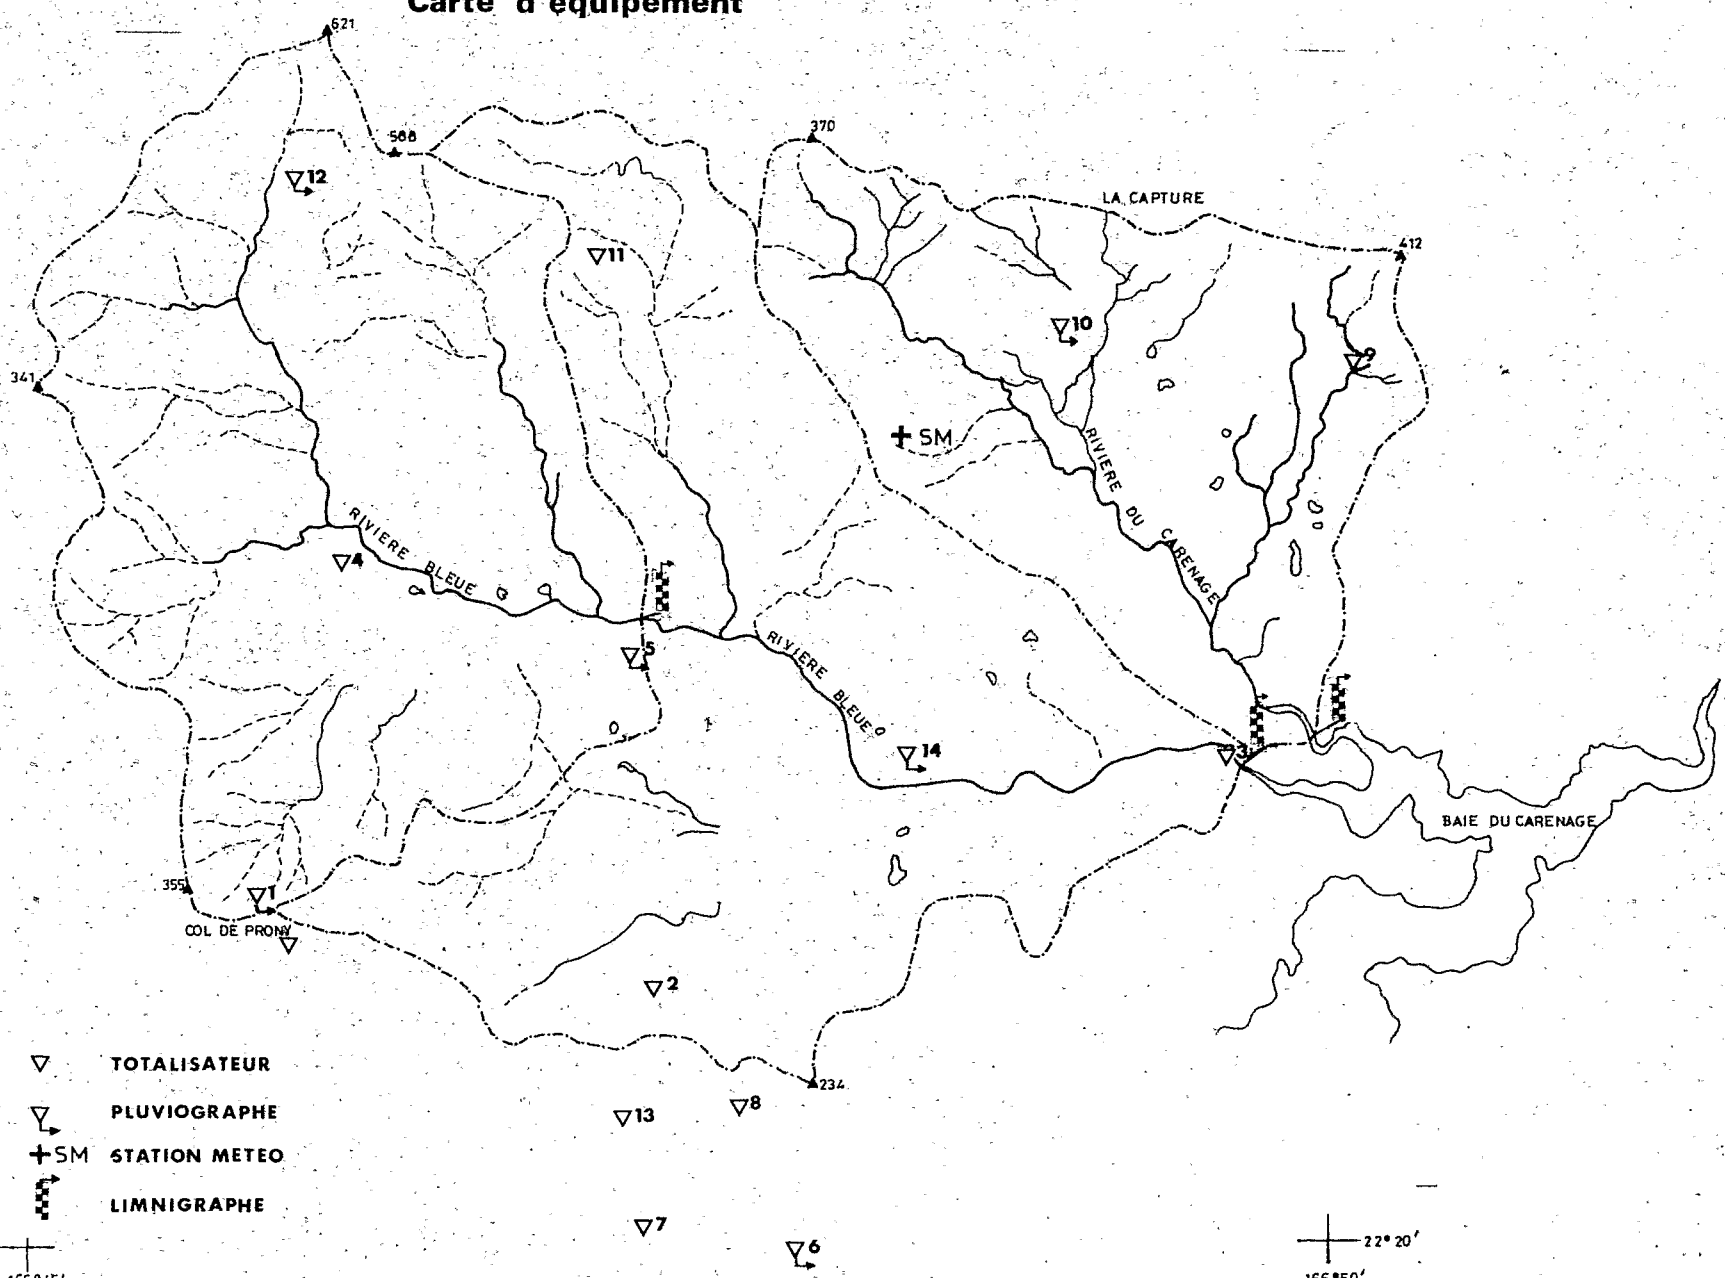 Carte d'équipement
621
566
370
12
LA CAPTURE
412
11
10
9
341
SM
RIVIERE DU CARENAGE
RIVIERE BLEUE
4
5
RIVIERE BLEUE
14
3
BAIE DU CARENAGE
355
1
COL DE PRONY
2
TOTALISATEUR
234
PLUVIOGRAPHE
13
8
SM STATION METEO
LIMNIGRAPHE
7
6
22°20'